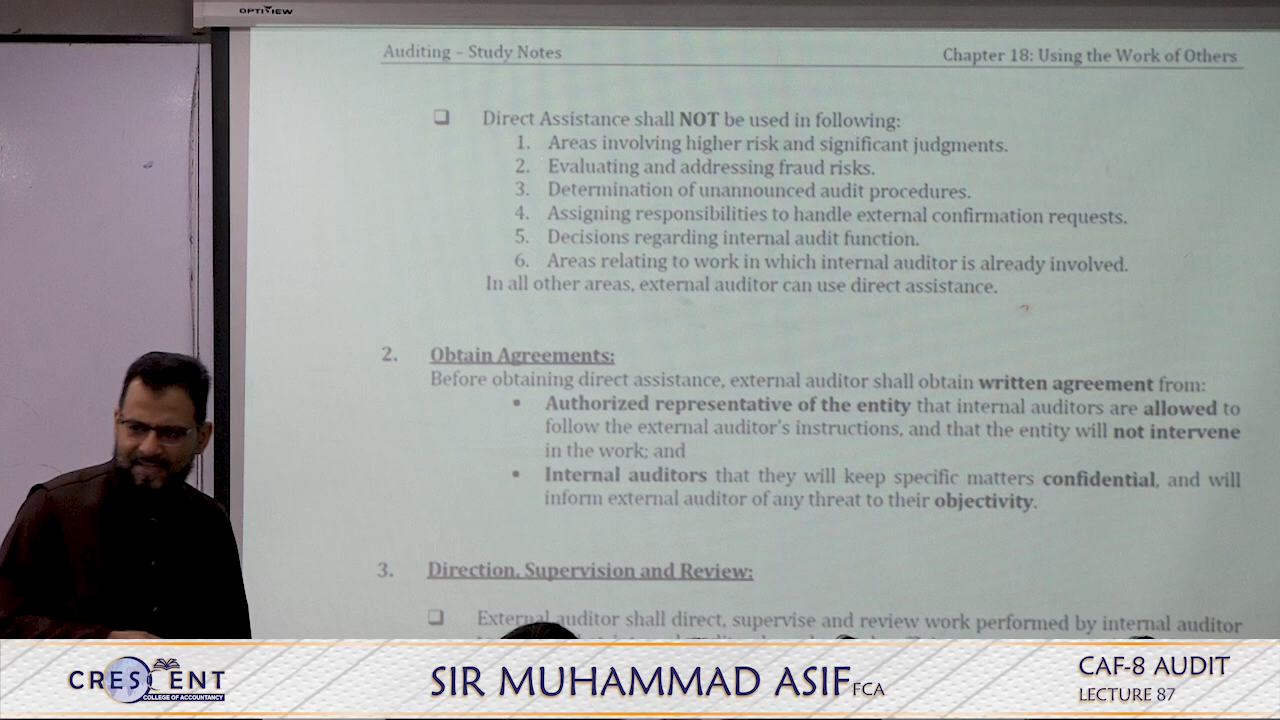 OPTIVIEW
Auditing – Study Notes
Chapter 18: Using the Work of Others
❑ Direct Assistance shall NOT be used in following:
1. Areas involving higher risk and significant judgments.
2. Evaluating and addressing fraud risks.
3. Determination of unannounced audit procedures.
4. Assigning responsibilities to handle external confirmation requests.
5. Decisions regarding internal audit function.
6. Areas relating to work in which internal auditor is already involved.
In all other areas, external auditor can use direct assistance.
2. Obtain Agreements:
Before obtaining direct assistance, external auditor shall obtain written agreement from:
• Authorized representative of the entity that internal auditors are allowed to
follow the external auditor's instructions, and that the entity will not intervene
in the work; and
• Internal auditors that they will keep specific matters confidential, and will
inform external auditor of any threat to their objectivity.
3. Direction, Supervision and Review:
❑ External auditor shall direct, supervise and review work performed by internal auditor
CRESCENT
COLLEGE OF ACCOUNTANCY
SIR MUHAMMAD ASIF FCA
CAF-8 AUDIT
LECTURE 87